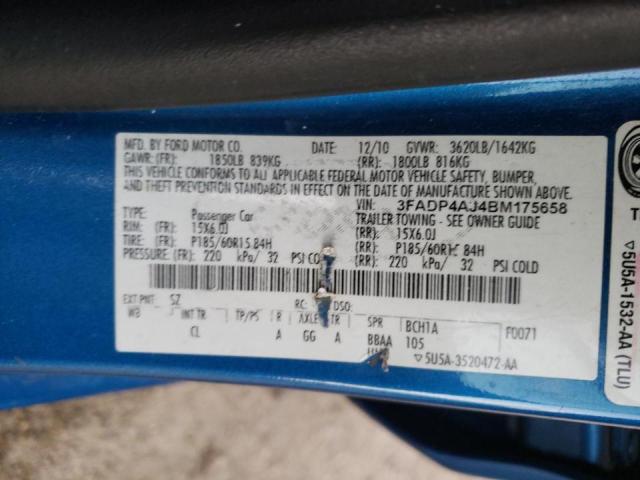 MFD. BY FORD MOTOR CO. DATE: 12/10 GVWR: 3620LB/1642KG
GAWR: (FR): 1850LB 839KG (RR): 1800LB 816KG
THIS VEHICLE CONFORMS TO ALL APPLICABLE FEDERAL MOTOR VEHICLE SAFETY, BUMPER,
AND THEFT PREVENTION STANDARDS IN EFFECT ON THE DATE OF MANUFACTURE SHOWN ABOVE.
VIN: 3FADP4AJ4BM175658
TYPE: Passenger Car TRAILER TOWING - SEE OWNER GUIDE
RIM: (FR): 15X6.0J (RR): 15X6.0J
TIRE: (FR): P185/60R15 84H (RR): P185/60R15 84H
PRESSURE: (FR): 220 kPa/ 32 PSI COLD (RR): 220 kPa/ 32 PSI COLD
EXT PNT: SZ RC: DSO:
WB INT TR TP/PS R AXLE TR SPR BCH1A F0071
CL A GG A BBAA 105
▽5U5A-3520472-AA
▽5U5A-1532-AA (TLU)